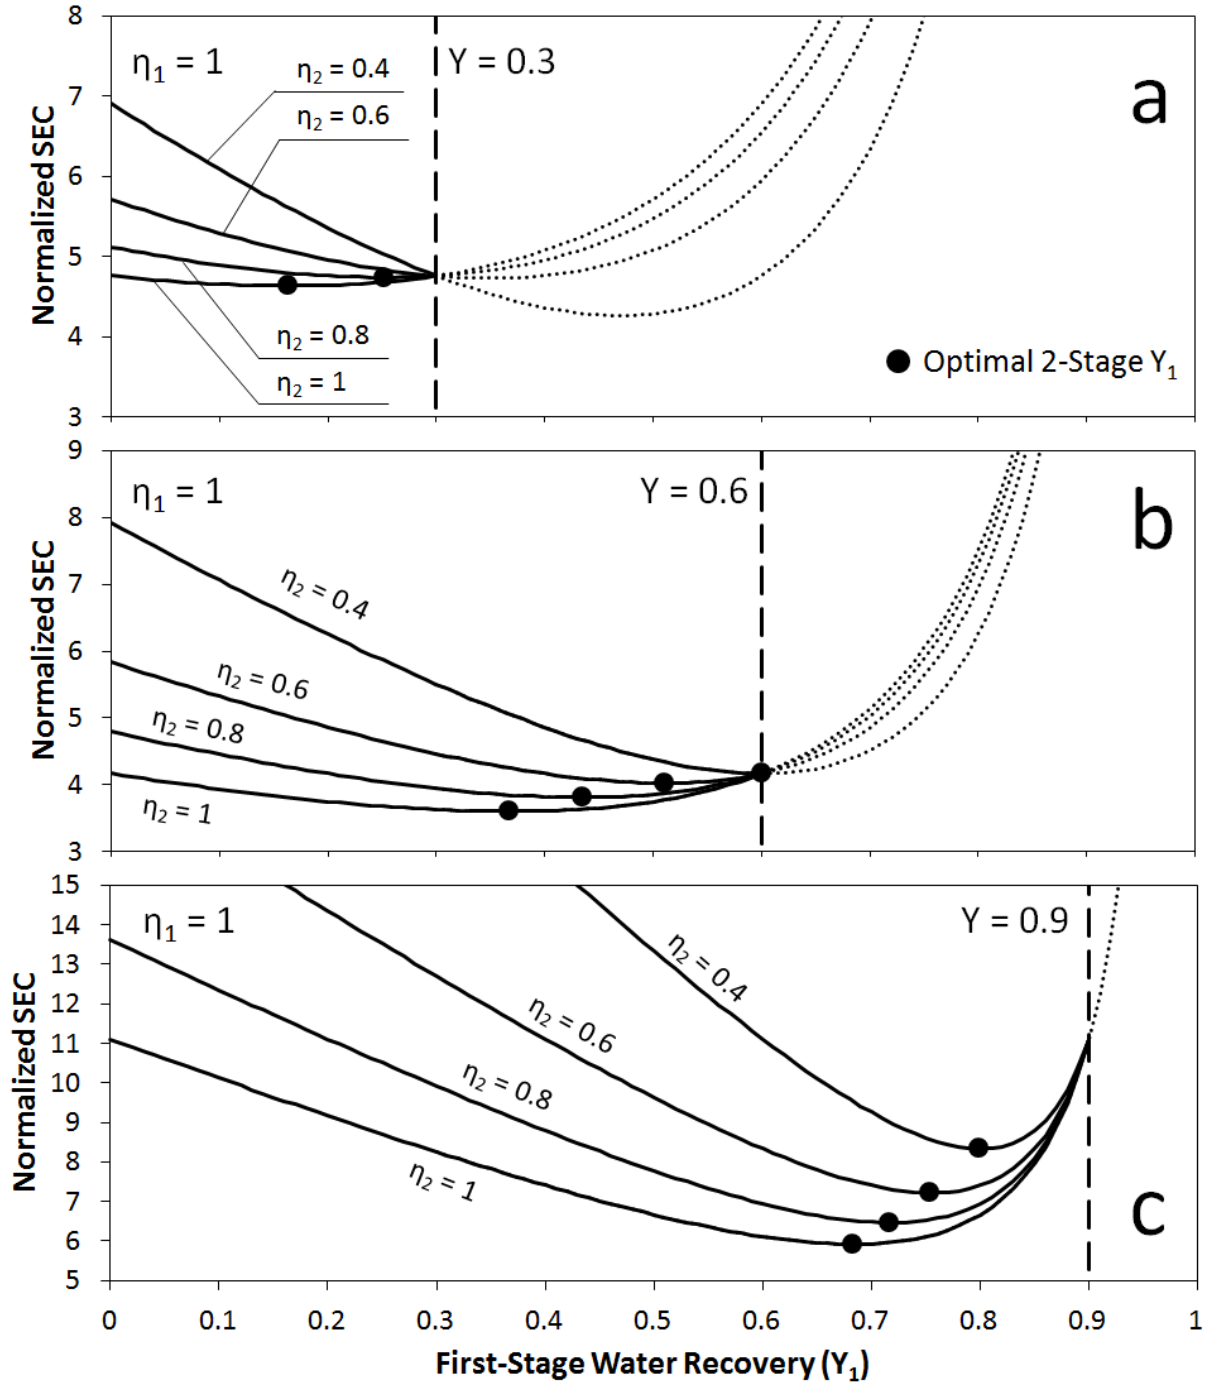 8
7
6
5
4
3
Normalized SEC
η₁ = 1
η₂ = 0.4
η₂ = 0.6
Y = 0.3
a
η₂ = 0.8
η₂ = 1
Optimal 2-Stage Y₁
9
8
7
6
5
4
3
Normalized SEC
η₁ = 1
Y = 0.6
b
η₂ = 0.4
η₂ = 0.6
η₂ = 0.8
η₂ = 1
15
14
13
12
11
10
9
8
7
6
5
Normalized SEC
η₁ = 1
Y = 0.9
η₂ = 0.4
η₂ = 0.6
η₂ = 0.8
η₂ = 1
c
0 0.1 0.2 0.3 0.4 0.5 0.6 0.7 0.8 0.9 1
First-Stage Water Recovery (Y₁)